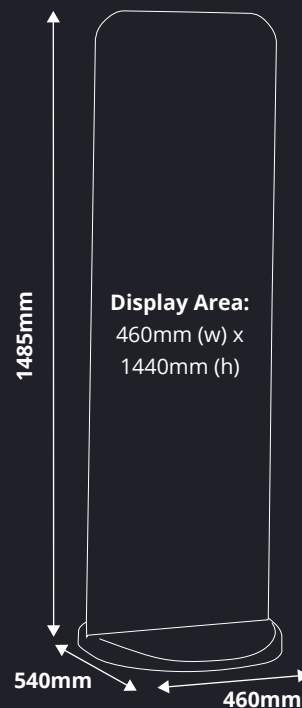 1485mm
Display Area:
460mm (w) x
1440mm (h)
540mm
460mm